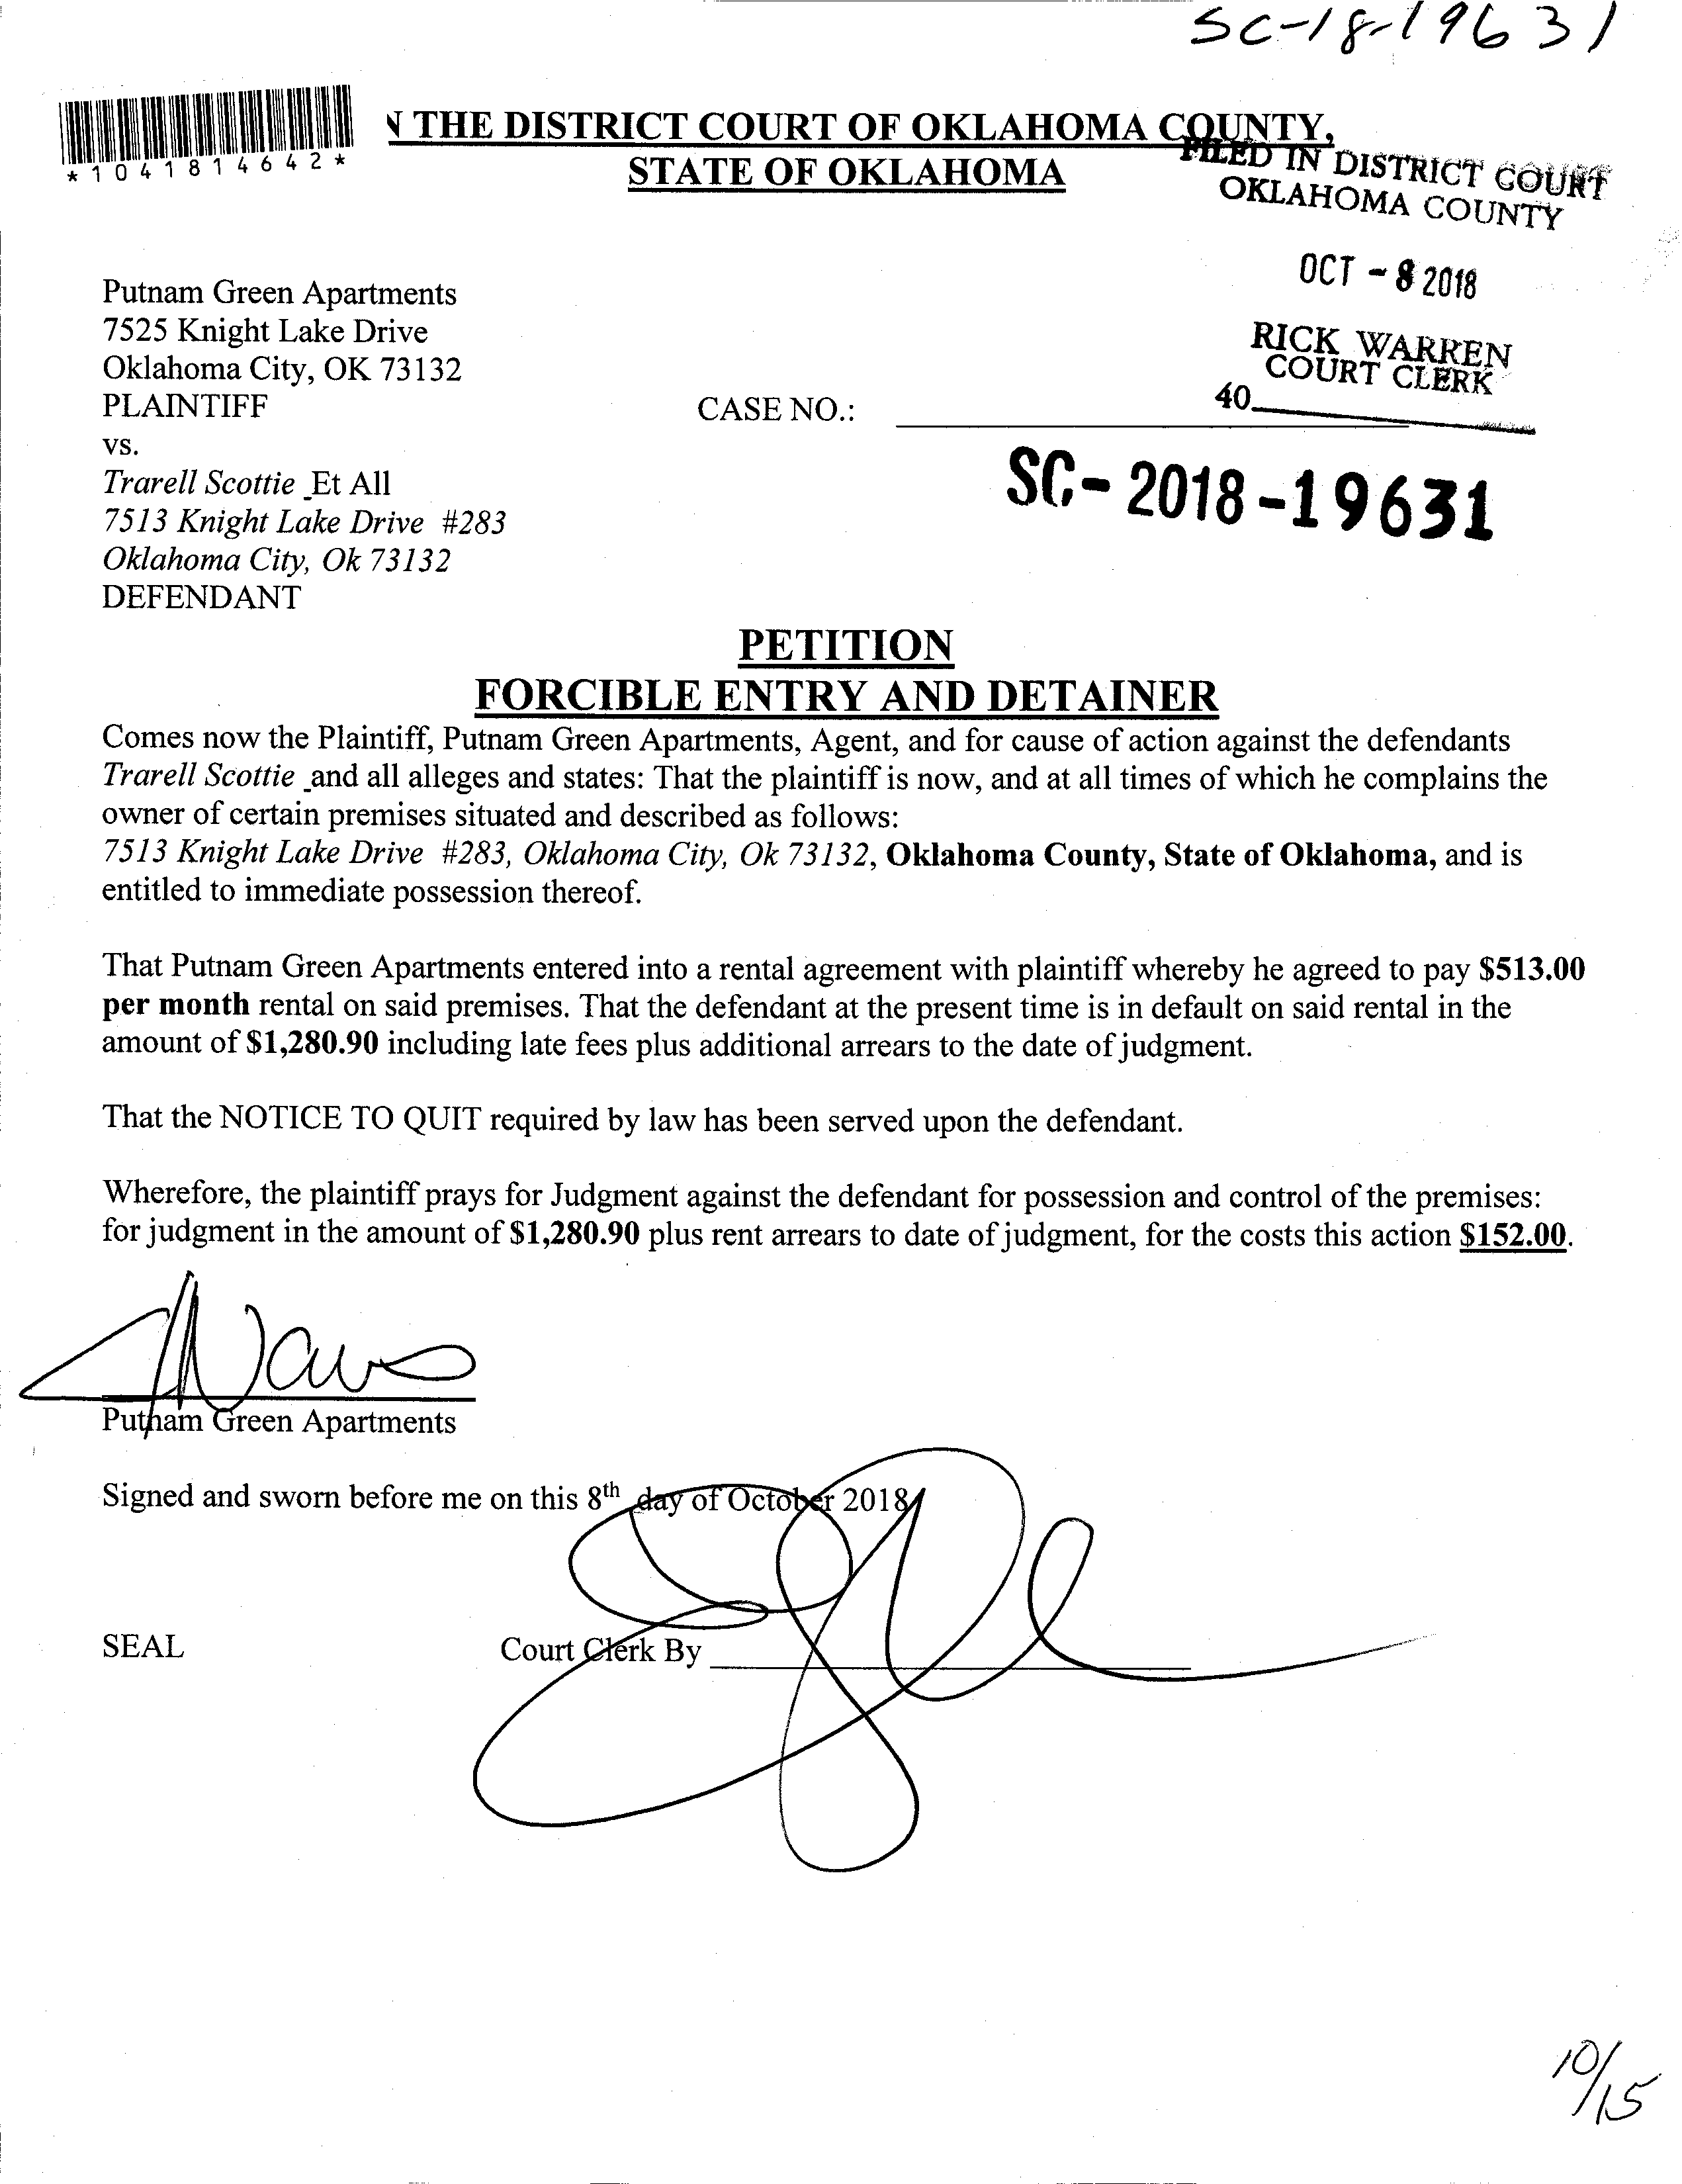 SC-18-19631
*1041814642*
N THE DISTRICT COURT OF OKLAHOMA COUNTY,
STATE OF OKLAHOMA
FILED IN DISTRICT COURT
OKLAHOMA COUNTY
OCT - 8 2018
RICK WARREN
COURT CLERK
40
Putnam Green Apartments
7525 Knight Lake Drive
Oklahoma City, OK 73132
PLAINTIFF
CASE NO.:
vs.
Trarell Scottie Et All
7513 Knight Lake Drive #283
Oklahoma City, Ok 73132
DEFENDANT
SC-2018-19631
PETITION
FORCIBLE ENTRY AND DETAINER
Comes now the Plaintiff, Putnam Green Apartments, Agent, and for cause of action against the defendants
Trarell Scottie and all alleges and states: That the plaintiff is now, and at all times of which he complains the
owner of certain premises situated and described as follows:
7513 Knight Lake Drive #283, Oklahoma City, Ok 73132, Oklahoma County, State of Oklahoma, and is
entitled to immediate possession thereof.
That Putnam Green Apartments entered into a rental agreement with plaintiff whereby he agreed to pay $513.00
per month rental on said premises. That the defendant at the present time is in default on said rental in the
amount of $1,280.90 including late fees plus additional arrears to the date of judgment.
That the NOTICE TO QUIT required by law has been served upon the defendant.
Wherefore, the plaintiff prays for Judgment against the defendant for possession and control of the premises:
for judgment in the amount of $1,280.90 plus rent arrears to date of judgment, for the costs this action $152.00.
Putnam Green Apartments
Signed and sworn before me on this 8th day of October 2018
SEAL
Court Clerk By
10/15